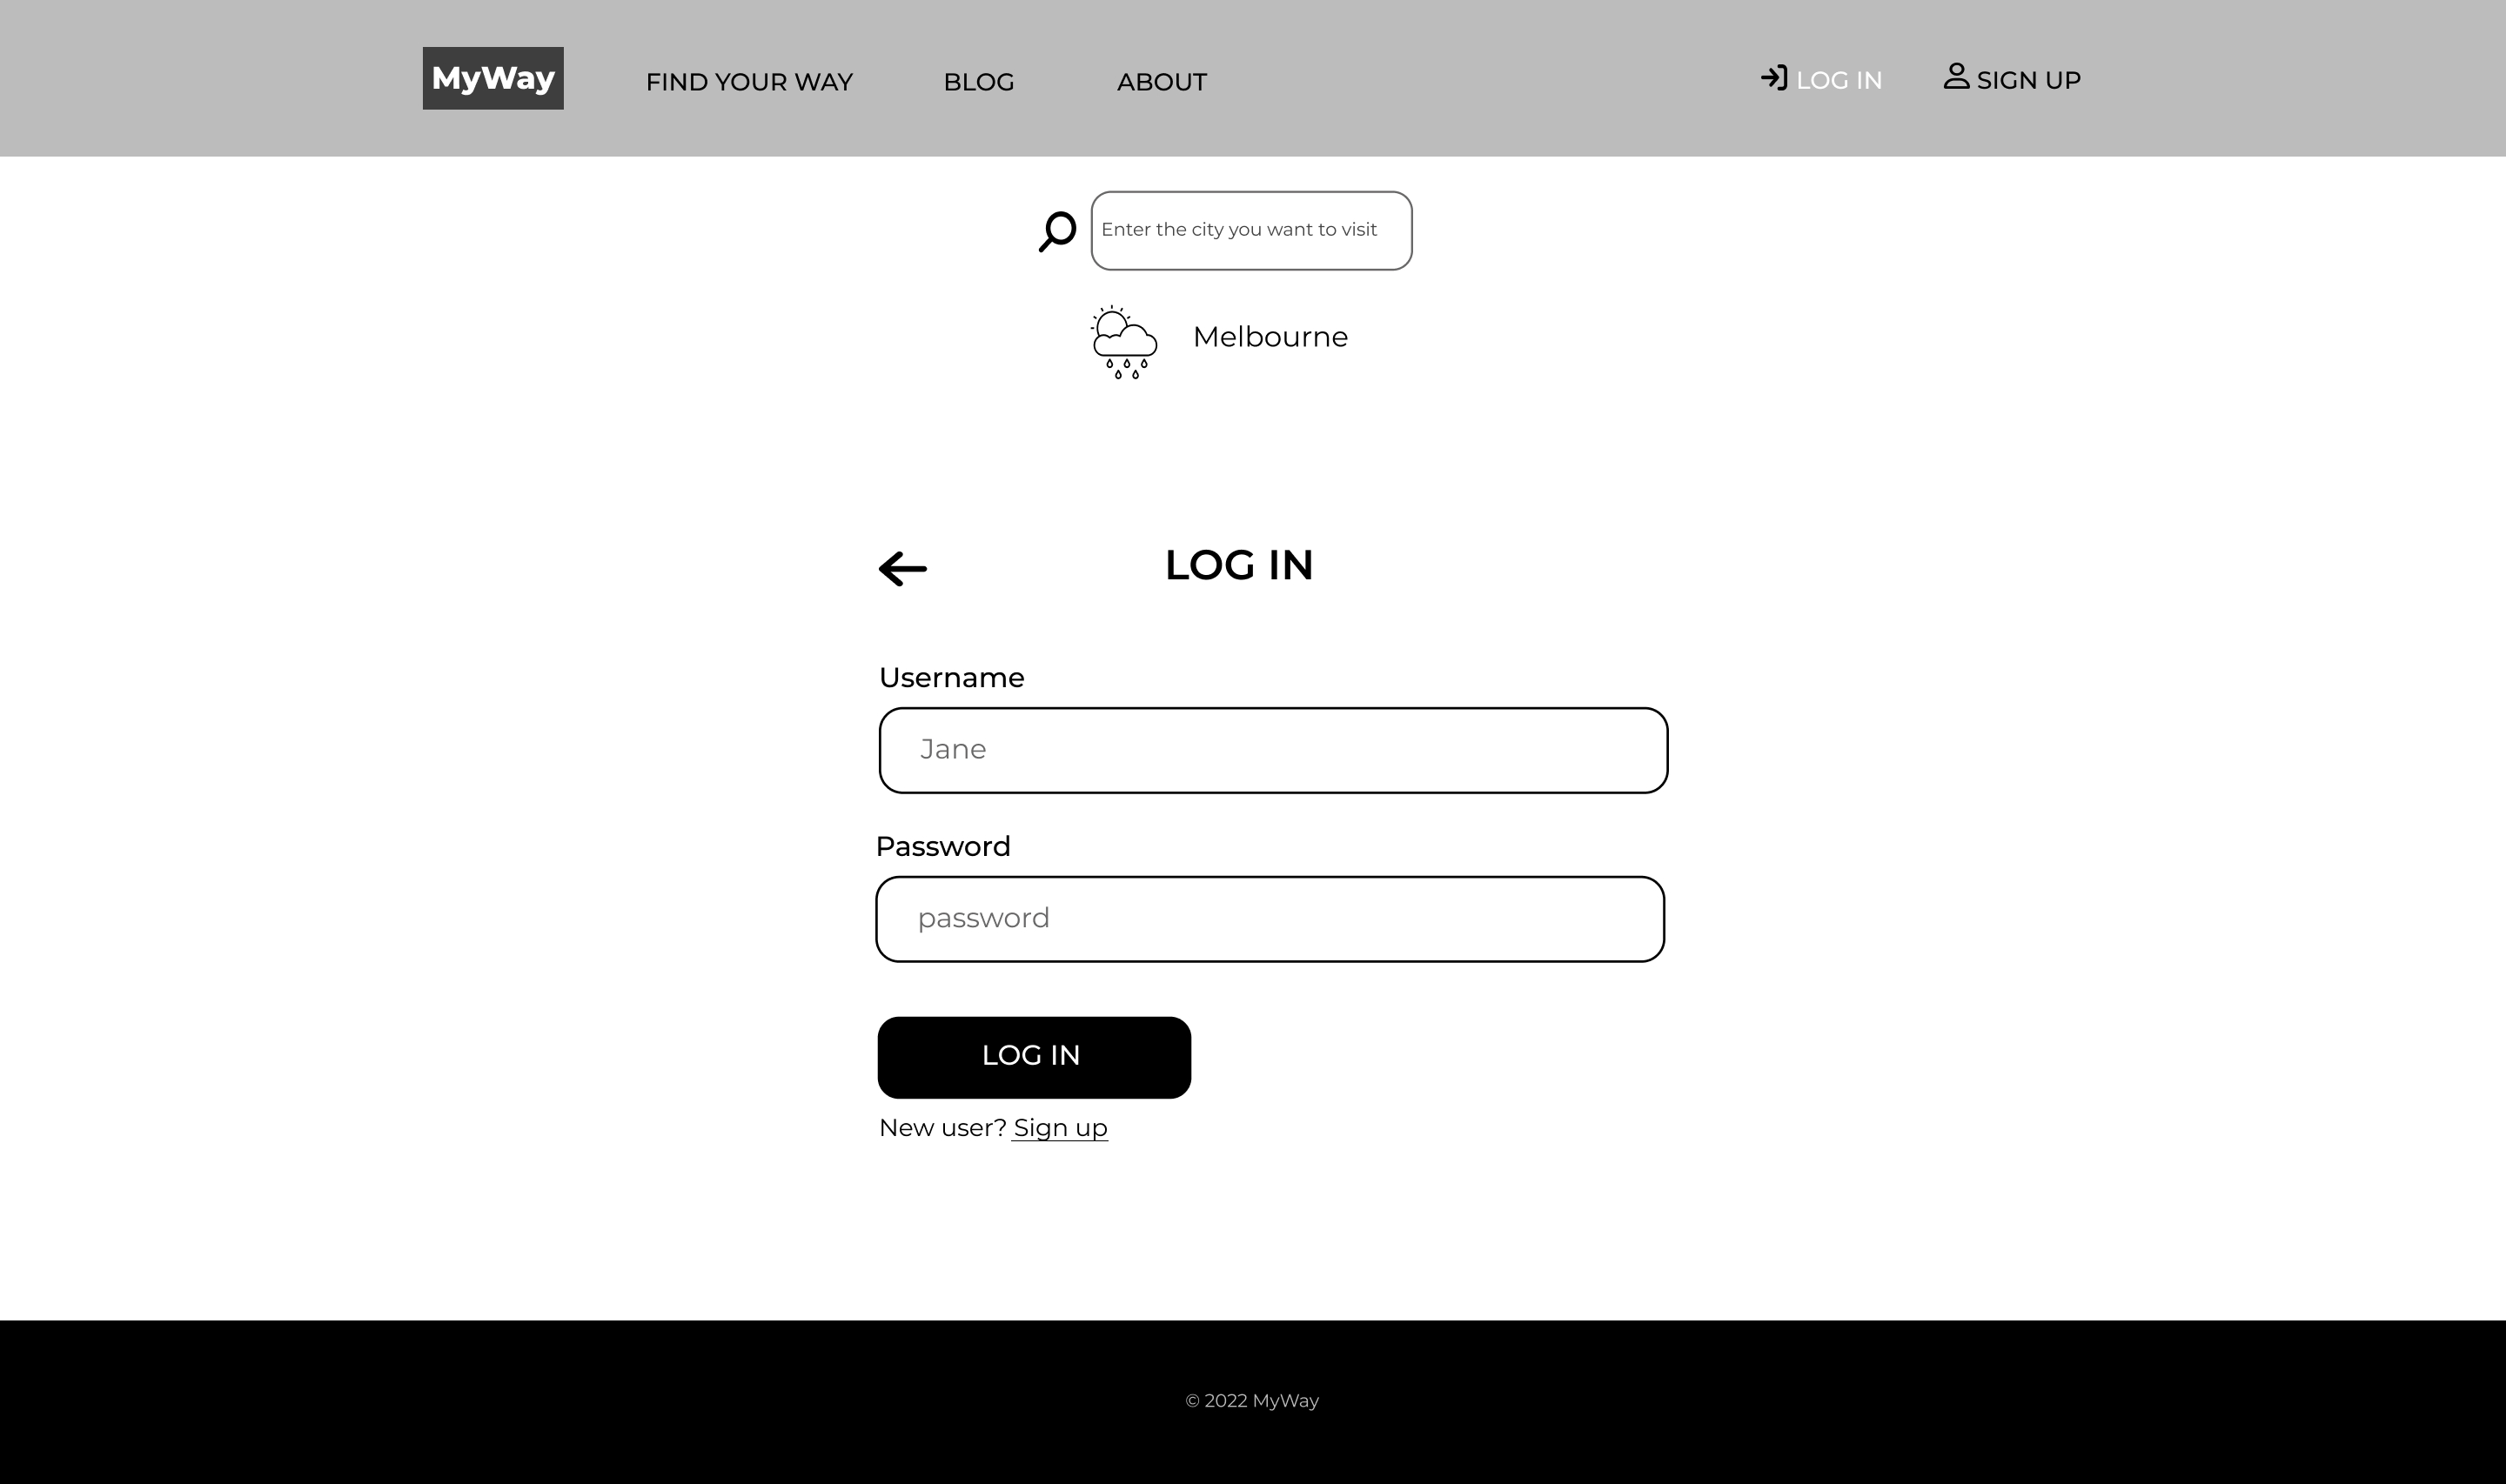 MyWay
FIND YOUR WAY
BLOG
ABOUT
LOG IN
SIGN UP
Enter the city you want to visit
Melbourne
LOG IN
Username
Jane
Password
password
LOG IN
New user? Sign up
© 2022 MyWay